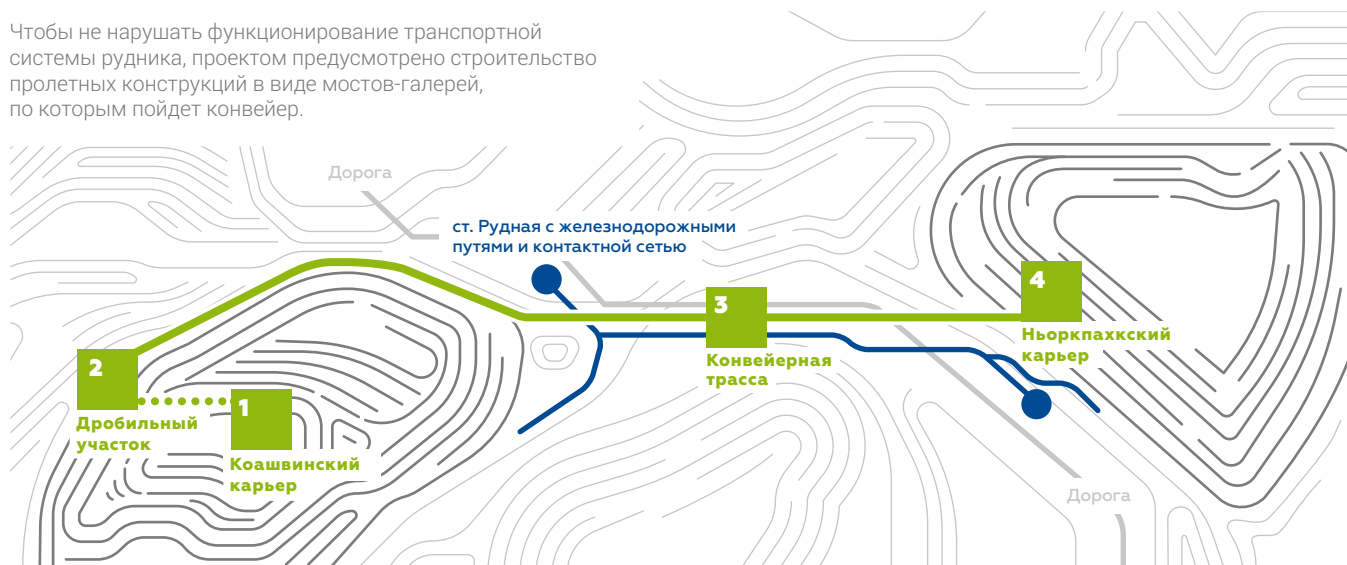 Чтобы не нарушать функционирование транспортной
системы рудника, проектом предусмотрено строительство
пролетных конструкций в виде мостов-галерей,
по которым пойдет конвейер.
Дорога
ст. Рудная с железнодорожными
путями и контактной сетью
4
3
Ньоркпахкский
карьер
2
Конвейерная
трасса
1
Дробильный
участок
Коашвинский
карьер
Дорога